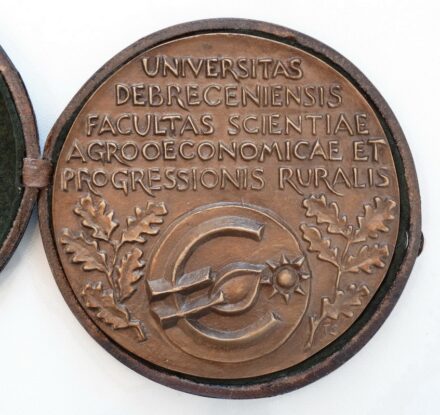 UNIVERSITAS
DEBRECENIENSIS
FACULTAS SCIENTIAE
AGROOECONOMICAE ET
PROGRESSIONIS RURALIS